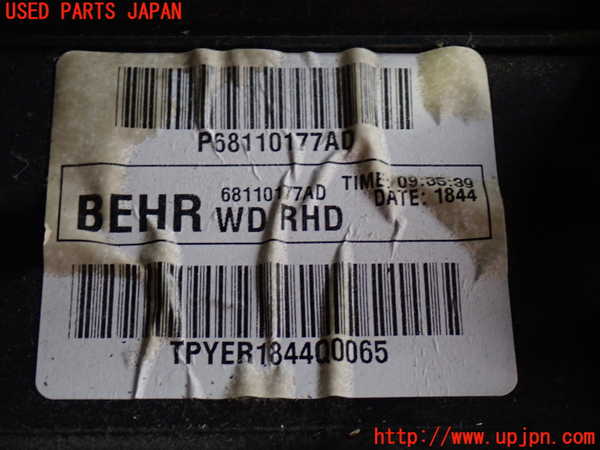 USED PARTS JAPAN
P68110177AD
BEHR 68110177AD TIME: 09:35:39
WD RHD DATE: 1844
TPYER1844Q0065
http://www.upjpn.com/